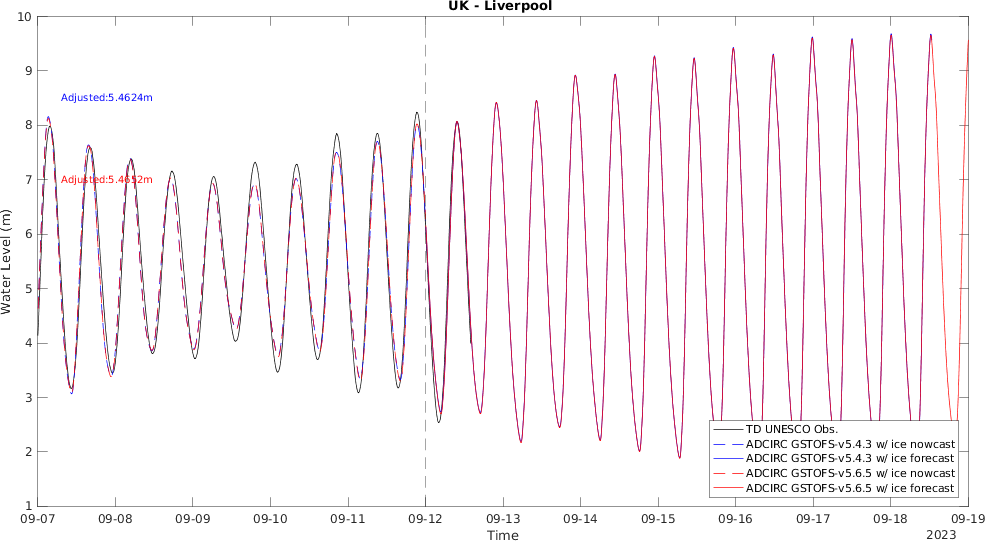 UK - Liverpool
10
9
8
7
6
5
4
3
2
1
Water Level (m)
Adjusted:5.4624m
Adjusted:5.4652m
TD UNESCO Obs.
ADCIRC GSTOFS-v5.4.3 w/ ice nowcast
ADCIRC GSTOFS-v5.4.3 w/ ice forecast
ADCIRC GSTOFS-v5.6.5 w/ ice nowcast
ADCIRC GSTOFS-v5.6.5 w/ ice forecast
09-07 09-08 09-09 09-10 09-11 09-12 09-13 09-14 09-15 09-16 09-17 09-18 09-19
Time
2023